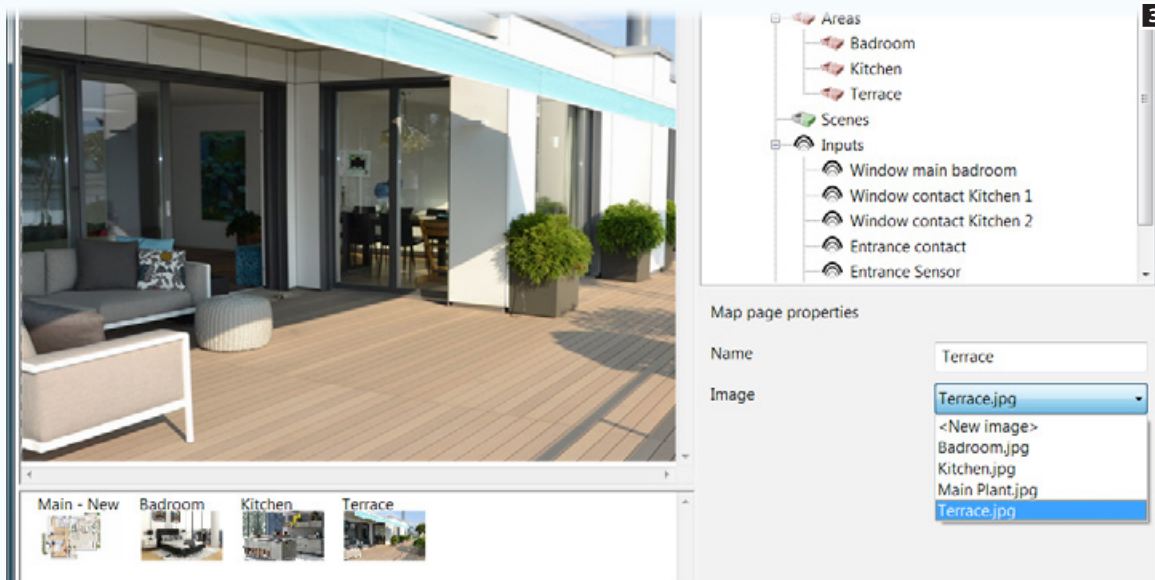 3
Areas
Badroom
Kitchen
Terrace
Scenes
Inputs
Window main badroom
Window contact Kitchen 1
Window contact Kitchen 2
Entrance contact
Entrance Sensor
Map page properties
Name
Terrace
Image
Terrace.jpg
<New image>
Badroom.jpg
Kitchen.jpg
Main Plant.jpg
Terrace.jpg
Main - New Badroom Kitchen Terrace